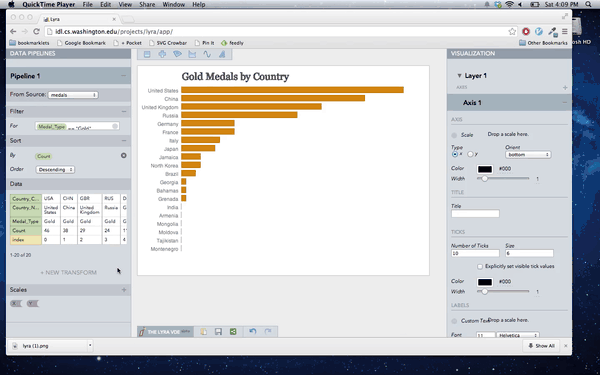 QuickTime Player File Edit View Window Help
Sat 4:09 PM
Lyra
idl.cs.washington.edu/projects/lyra/app/
bookmarklets Google Bookmark + Pocket SVG Crowbar Pin It feedly Other Bookmarks
DATA PIPELINES
Pipeline 1
From Source: medals
Filter
For Medal_Type == "Gold"
Sort
By Count
Order Descending
Data
Country_C... USA CHN GBR RUS D
Country_N... United States China United Kingdom Russia G
Medal_Type Gold Gold Gold Gold G
Count 46 38 29 24 1
index 0 1 2 3 4
1-20 of 20
+ NEW TRANSFORM
Scales
Gold Medals by Country
United States
China
United Kingdom
Russia
Germany
France
Italy
Japan
Jamaica
North Korea
Brazil
Georgia
Bahamas
Grenada
India
Armenia
Mongolia
Moldova
Tajikistan
Montenegro
THE LYRA VDE
VISUALIZATION
Layer 1
AXES
Axis 1
AXIS
Scale Drop a scale here.
Type Orient
x y bottom
Color #000
Width 1
TITLE
Title
TICKS
Number of Ticks Size
10 6
Explicitly set visible tick values
Color #000
Width 1
LABELS
Custom Text Drop a scale here.
Font 11 Helvetica
lyra (1).png
Show All